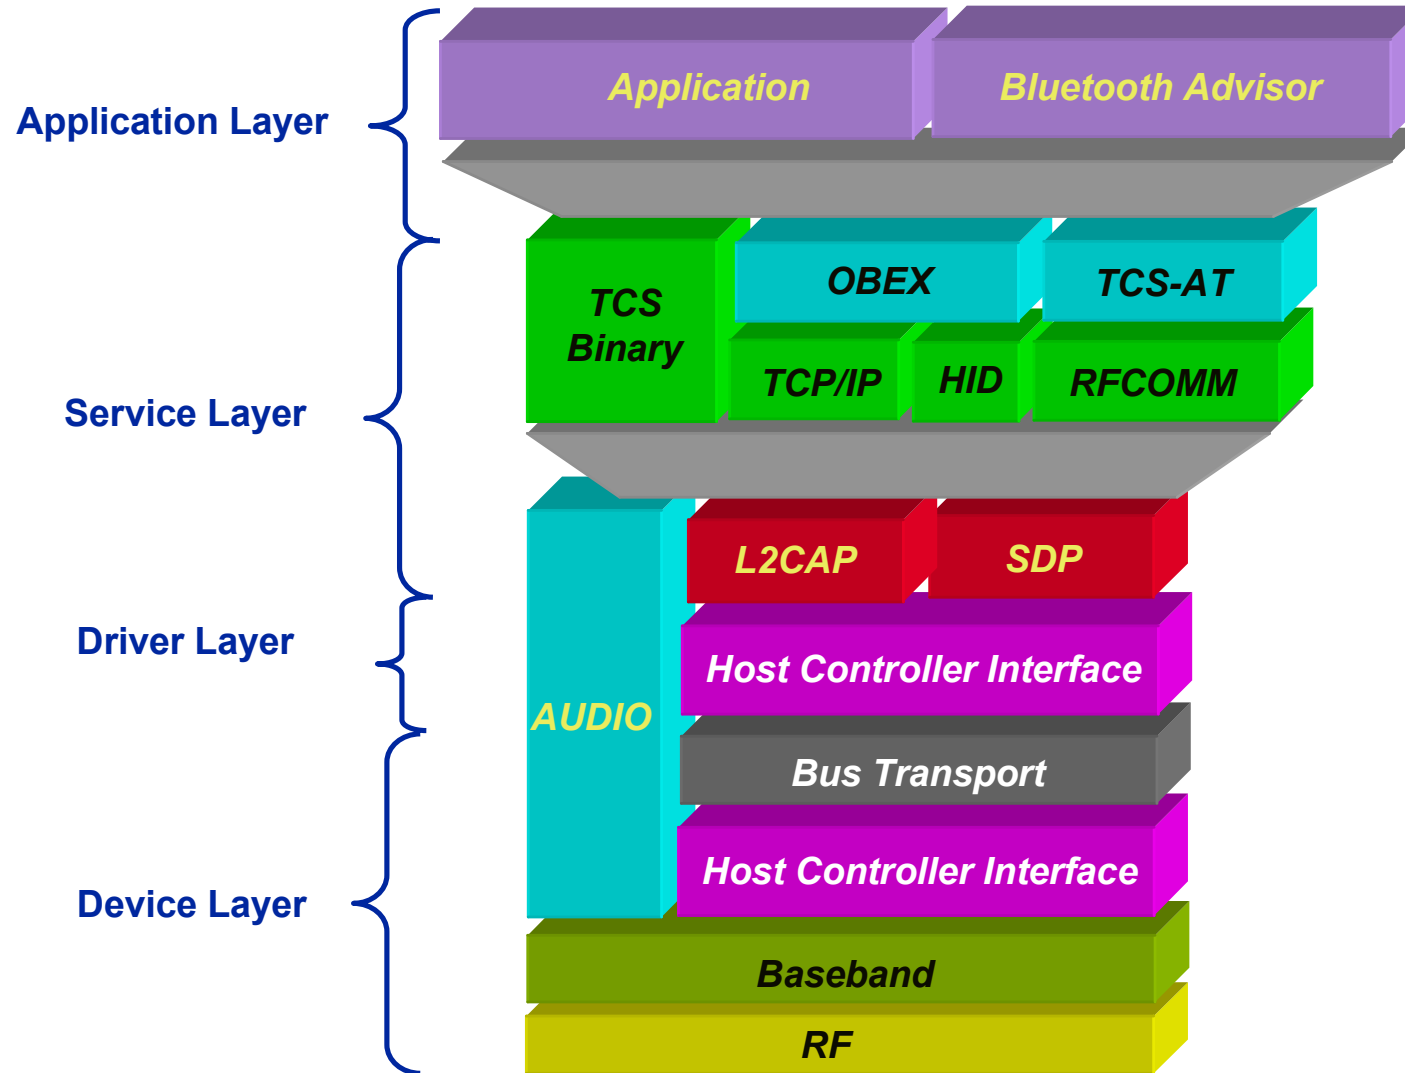 Application
Bluetooth Advisor
Application Layer
TCS
Binary
OBEX
TCS-AT
TCP/IP
HID
RFCOMM
Service Layer
L2CAP
SDP
Driver Layer
Host Controller Interface
AUDIO
Bus Transport
Host Controller Interface
Device Layer
Baseband
RF